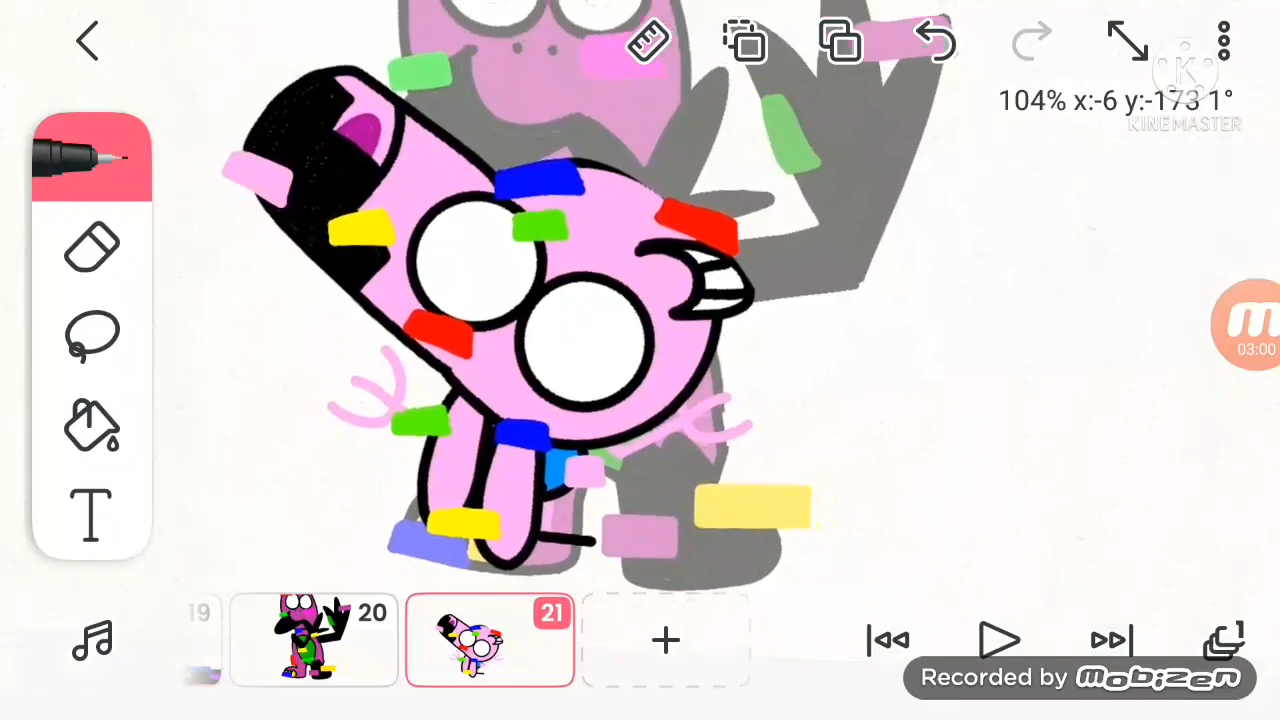 104% x:-6 y:-173 1°
K
KINEMASTER
03:00
T
19
20
21
Recorded by mobizen